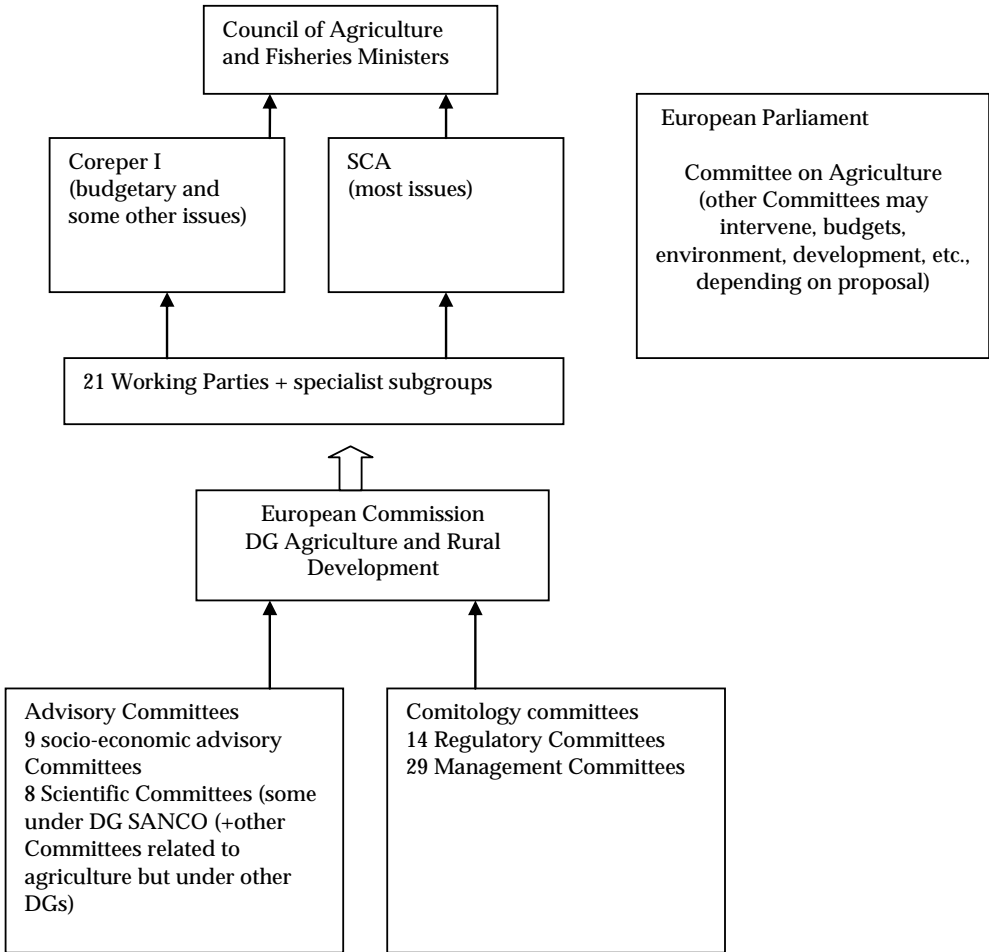 Council of Agriculture
and Fisheries Ministers
Coreper I
(budgetary and
some other issues)
SCA
(most issues)
European Parliament
Committee on Agriculture
(other Committees may
intervene, budgets,
environment, development, etc.,
depending on proposal)
21 Working Parties + specialist subgroups
European Commission
DG Agriculture and Rural
Development
Advisory Committees
9 socio-economic advisory
Committees
8 Scientific Committees (some
under DG SANCO (+other
Committees related to
agriculture but under other
DGs)
Comitology committees
14 Regulatory Committees
29 Management Committees